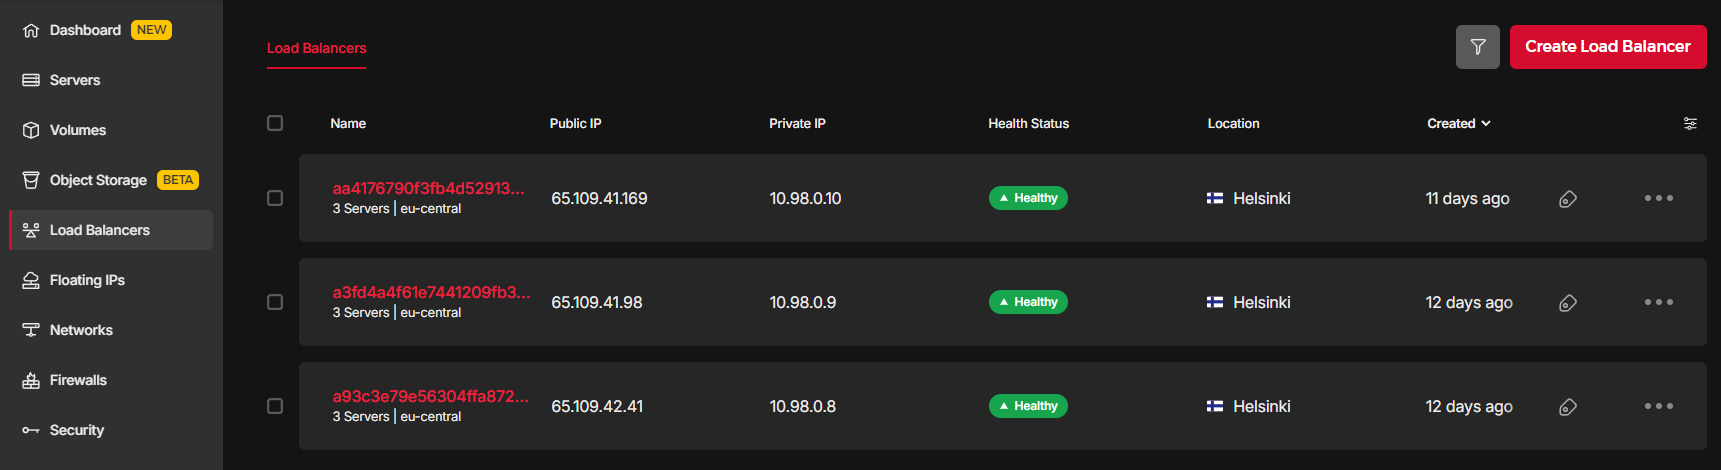 Dashboard NEW
Servers
Volumes
Object Storage BETA
Load Balancers
Floating IPs
Networks
Firewalls
Security
Load Balancers
Create Load Balancer
Name Public IP Private IP Health Status Location Created
aa4176790f3fb4d52913...
3 Servers | eu-central
65.109.41.169 10.98.0.10 Healthy Helsinki 11 days ago
a3fd4a4f61e7441209fb3...
3 Servers | eu-central
65.109.41.98 10.98.0.9 Healthy Helsinki 12 days ago
a93c3e79e56304ffa872...
3 Servers | eu-central
65.109.42.41 10.98.0.8 Healthy Helsinki 12 days ago